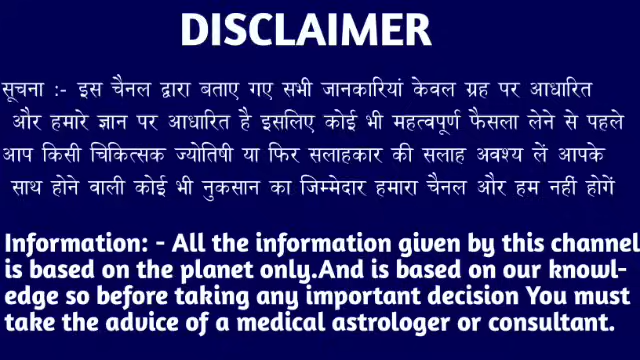 DISCLAIMER
सूचना :- इस चैनल द्वारा बताए गए सभी जानकारियां केवल ग्रह पर आधारित
और हमारे ज्ञान पर आधारित है इसलिए कोई भी महत्वपूर्ण फैसला लेने से पहले
आप किसी चिकित्सक ज्योतिषी या फिर सलाहकार की सलाह अवश्य लें आपके
साथ होने वाली कोई भी नुकसान का जिम्मेदार हमारा चैनल और हम नहीं होगें
Information: - All the information given by this channel
is based on the planet only.And is based on our knowl-
edge so before taking any important decision You must
take the advice of a medical astrologer or consultant.